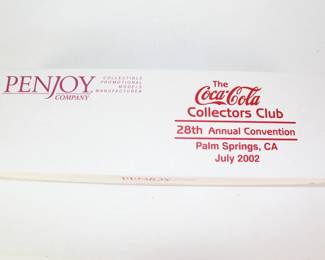 PENJOY
COMPANY
COLLECTIBLE
PROMOTIONAL
MODELS
MANUFACTURER
The
Coca-Cola
Collectors Club
28th Annual Convention
Palm Springs, CA
July 2002
PENJOY